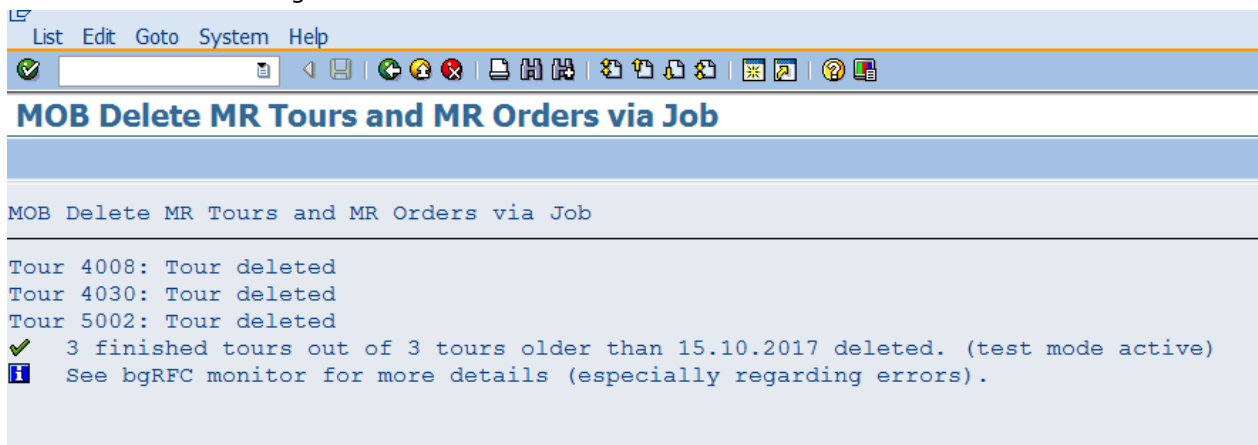 List Edit Goto System Help
MOB Delete MR Tours and MR Orders via Job
MOB Delete MR Tours and MR Orders via Job
Tour 4008: Tour deleted
Tour 4030: Tour deleted
Tour 5002: Tour deleted
3 finished tours out of 3 tours older than 15.10.2017 deleted. (test mode active)
See bgRFC monitor for more details (especially regarding errors).